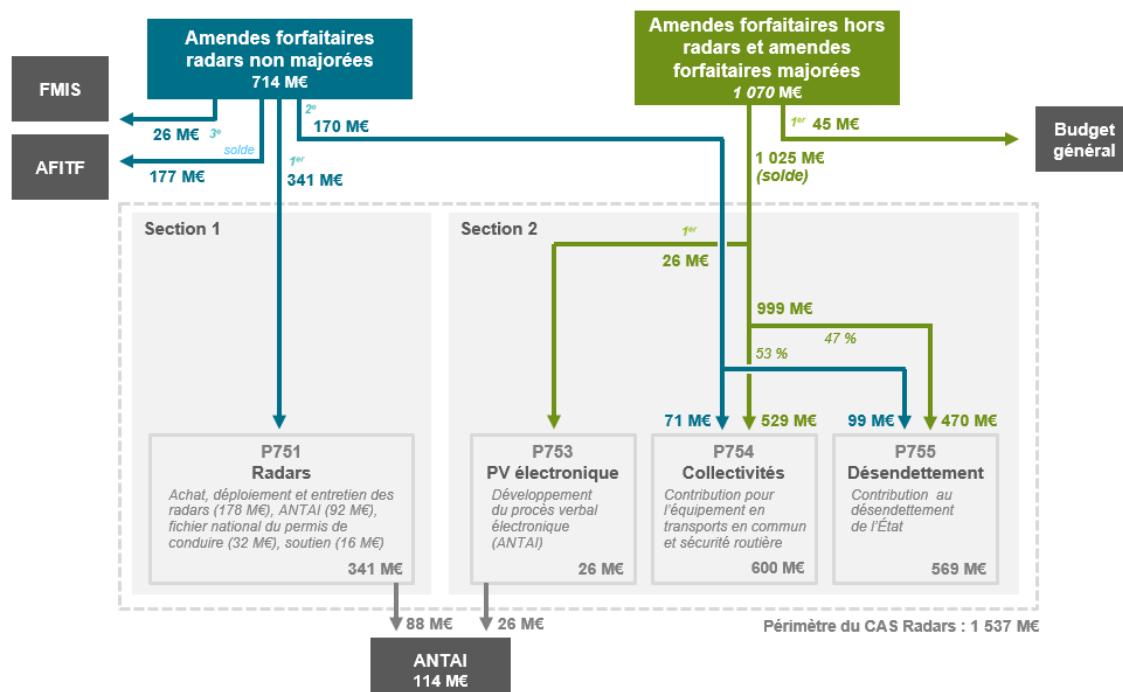 Amendes forfaitaires
radars non majorées
714 M€
Amendes forfaitaires hors
radars et amendes
forfaitaires majorées
1 070 M€
FMIS
AFITF
Budget
général
26 M€
3e
solde
177 M€
1er
341 M€
2e
170 M€
1er
45 M€
1 025 M€
(solde)
Section 1
Section 2
1er
26 M€
999 M€
47 %
53 %
71 M€
529 M€
99 M€
470 M€
P751
Radars
Achat, déploiement et entretien des
radars (178 M€), ANTAI (92 M€),
fichier national du permis de
conduire (32 M€), soutien (16 M€)
341 M€
P753
PV électronique
Développement
du procès verbal
électronique
(ANTAI)
26 M€
P754
Collectivités
Contribution pour
l'équipement en
transports en commun
et sécurité routière
600 M€
P755
Désendettement
Contribution au
désendettement
de l'État
569 M€
88 M€
26 M€
Périmètre du CAS Radars : 1 537 M€
ANTAI
114 M€